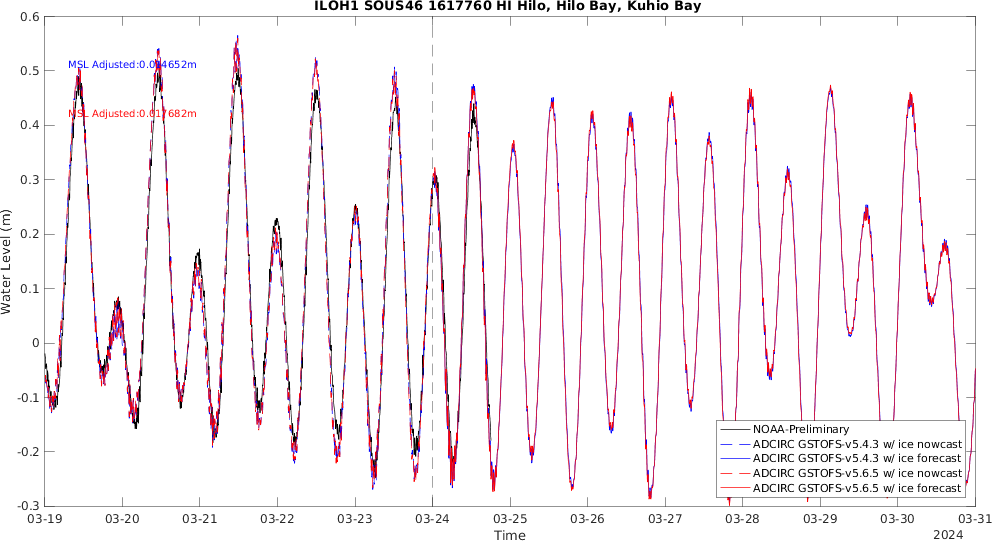 ILOH1 SOUS46 1617760 HI Hilo, Hilo Bay, Kuhio Bay
0.6
0.5
0.4
0.3
0.2
0.1
0
-0.1
-0.2
-0.3
Water Level (m)
MSL Adjusted:0.014652m
MSL Adjusted:0.017682m
NOAA-Preliminary
ADCIRC GSTOFS-v5.4.3 w/ ice nowcast
ADCIRC GSTOFS-v5.4.3 w/ ice forecast
ADCIRC GSTOFS-v5.6.5 w/ ice nowcast
ADCIRC GSTOFS-v5.6.5 w/ ice forecast
03-19 03-20 03-21 03-22 03-23 03-24 03-25 03-26 03-27 03-28 03-29 03-30 03-31
Time
2024